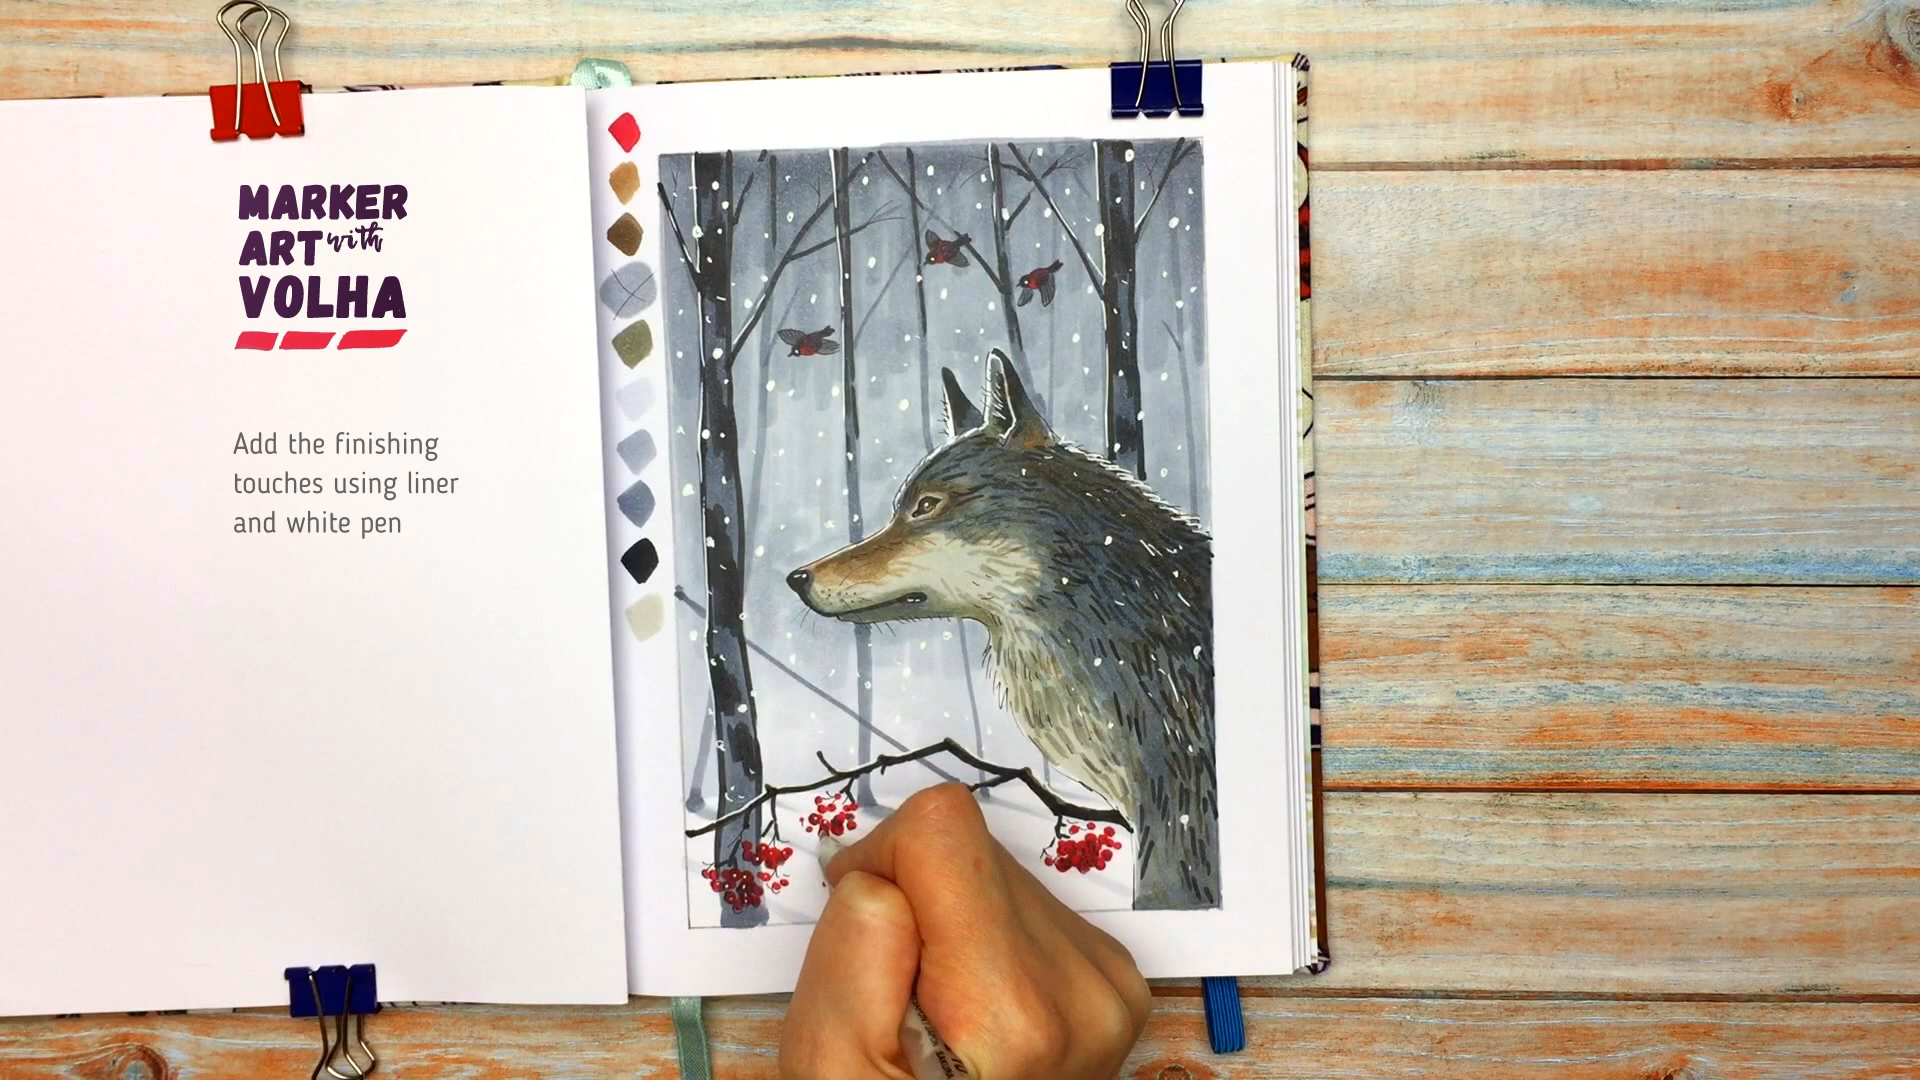 MARKER
ART with
VOLHA
Add the finishing
touches using liner
and white pen